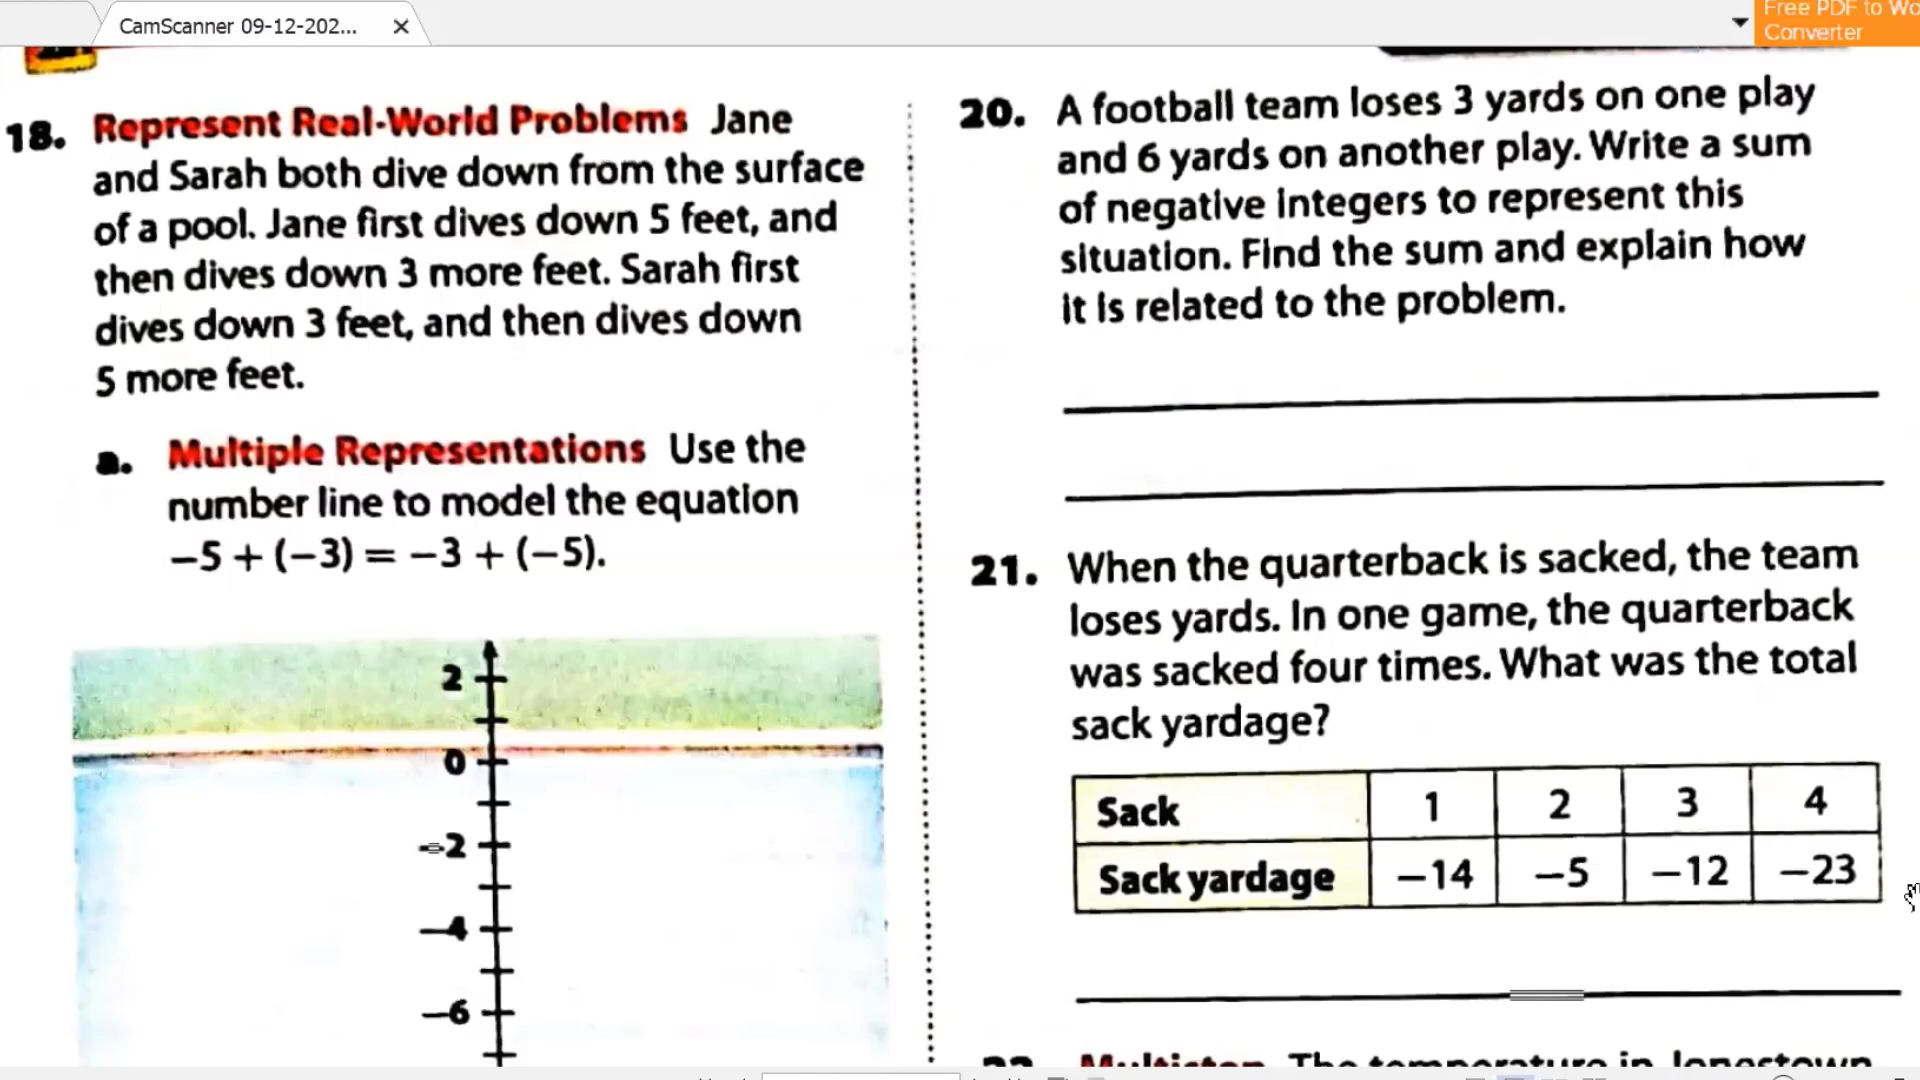 CamScanner 09-12-202...
Free PDF to Wo
Converter
18. Represent Real-World Problems Jane
and Sarah both dive down from the surface
of a pool. Jane first dives down 5 feet, and
then dives down 3 more feet. Sarah first
dives down 3 feet, and then dives down
5 more feet.
a. Multiple Representations Use the
number line to model the equation
−5 + (−3) = −3 + (−5).
2
0
−2
−4
−6
20. A football team loses 3 yards on one play
and 6 yards on another play. Write a sum
of negative integers to represent this
situation. Find the sum and explain how
it is related to the problem.
21. When the quarterback is sacked, the team
loses yards. In one game, the quarterback
was sacked four times. What was the total
sack yardage?
Sack 1 2 3 4
Sack yardage −14 −5 −12 −23
Multistep The temperature in Jonestown